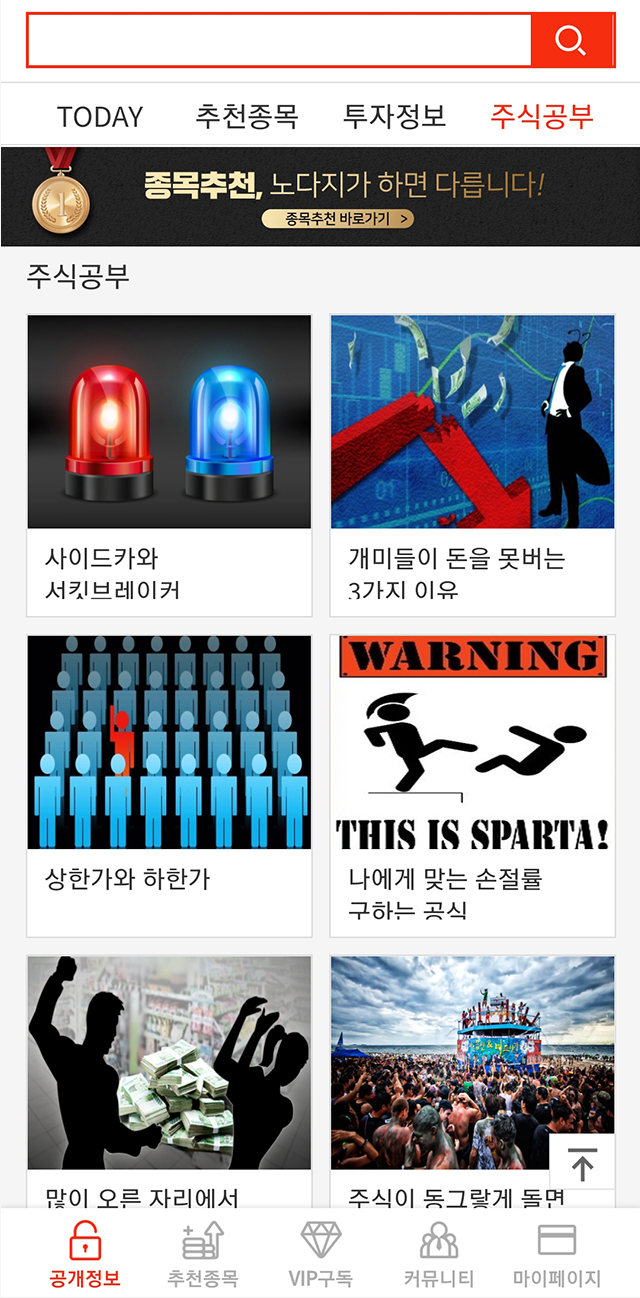 TODAY 추천종목 투자정보 주식공부
종목추천, 노다지가 하면 다릅니다!
종목추천 바로가기 >
주식공부
사이드카와
서킷브레이커
개미들이 돈을 못버는
3가지 이유
WARNING
THIS IS SPARTA!
상한가와 하한가
나에게 맞는 손절률
구하는 공식
많이 오른 자리에서
주식이 동그랗게 돌면
공개정보 추천종목 VIP구독 커뮤니티 마이페이지